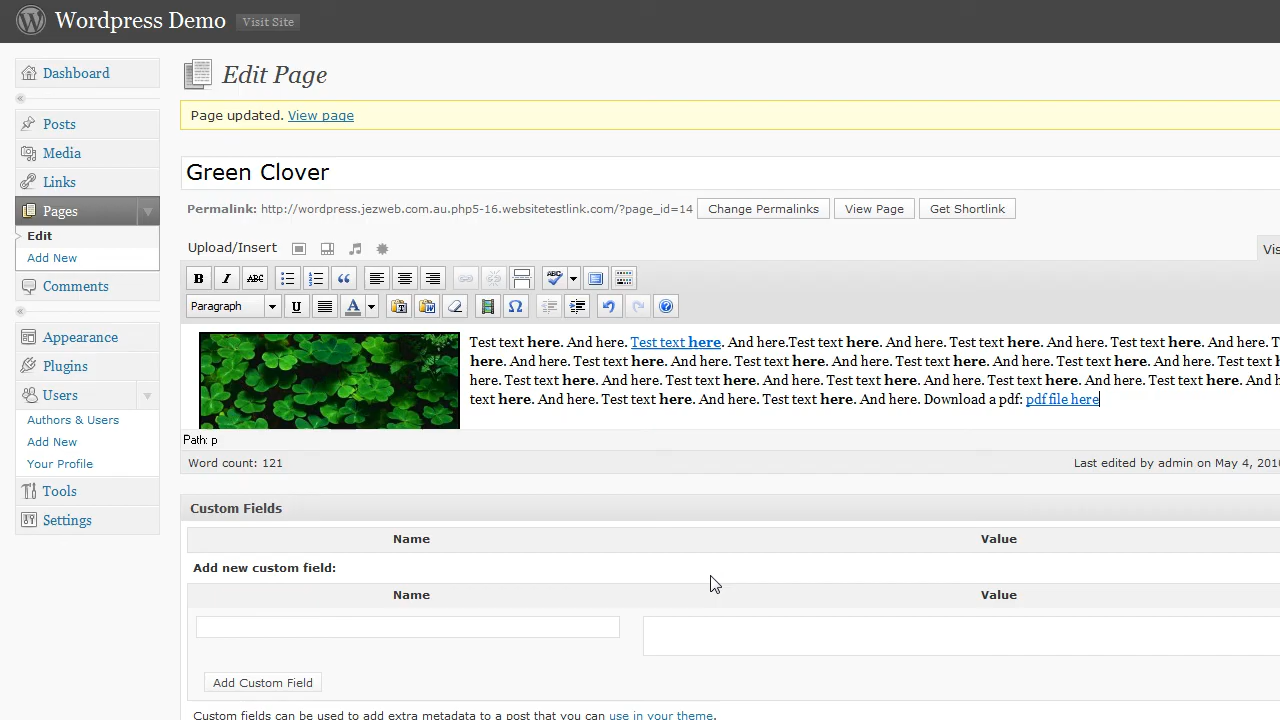 Wordpress Demo Visit Site
Dashboard
Posts
Media
Links
Pages
Edit
Add New
Comments
Appearance
Plugins
Users
Authors & Users
Add New
Your Profile
Tools
Settings
Edit Page
Page updated. View page
Green Clover
Permalink: http://wordpress.jezweb.com.au.php5-16.websitetestlink.com/?page_id=14 Change Permalinks View Page Get Shortlink
Upload/Insert
Vis
B I ABC ABC
Paragraph U A
Test text here. And here. Test text here. And here.Test text here. And here. Test text here. And here. Test text here. And here. T
here. And here. Test text here. And here. Test text here. And here. Test text here. And here. Test text here. And here. Test text
here. Test text here. And here. Test text here. And here. Test text here. And here. Test text here. And here. Test text here. And
text here. And here. Test text here. And here. Test text here. And here. Download a pdf: pdf file here
Path: p
Word count: 121
Last edited by admin on May 4, 2010
Custom Fields
Name Value
Add new custom field:
Name Value
Add Custom Field
Custom fields can be used to add extra metadata to a post that you can use in your theme.